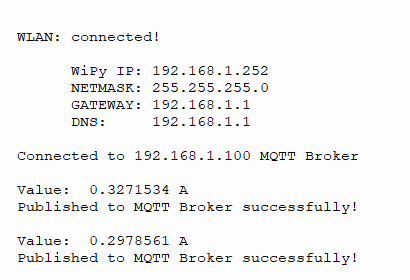 WLAN: connected!
WiPy IP: 192.168.1.252
NETMASK: 255.255.255.0
GATEWAY: 192.168.1.1
DNS: 192.168.1.1
Connected to 192.168.1.100 MQTT Broker
Value: 0.3271534 A
Published to MQTT Broker successfully!
Value: 0.2978561 A
Published to MQTT Broker successfully!